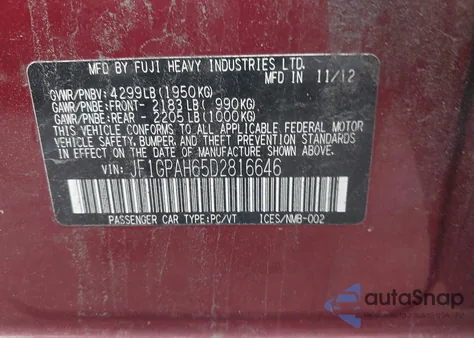 MFD BY FUJI HEAVY INDUSTRIES LTD.
IN 11/12
GVWR/PNBV: 4299LB(1950KG)
GAWR/PNBE:FRONT- 2183LB( 990KG)
GAWR/PNBE:REAR - 2205LB(1000KG)
THIS VEHICLE CONFORMS TO ALL APPLICABLE FEDERAL MOTOR
VEHICLE SAFETY, BUMPER, AND THEFT PREVENTION STANDARDS
IN EFFECT ON THE DATE OF MANUFACTURE SHOWN ABOVE.
VIN: JF1GPAH65D2816646
PASSENGER CAR TYPE:PC/VT ICES/NMB-002
autoSnap
POWERED BY CARFAST